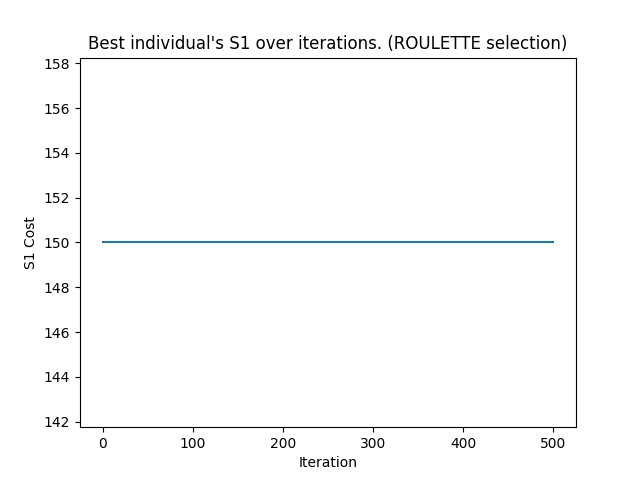 Best individual's S1 over iterations. (ROULETTE selection)
158
156
154
152
150
148
146
144
142
S1 Cost
0 100 200 300 400 500
Iteration